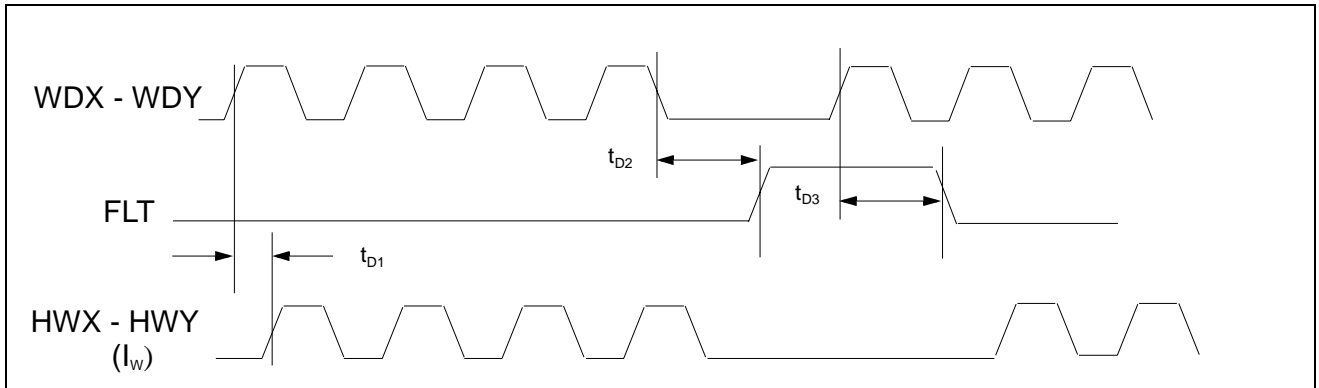 WDX - WDY
tD2
tD3
FLT
tD1
HWX - HWY
(IW)